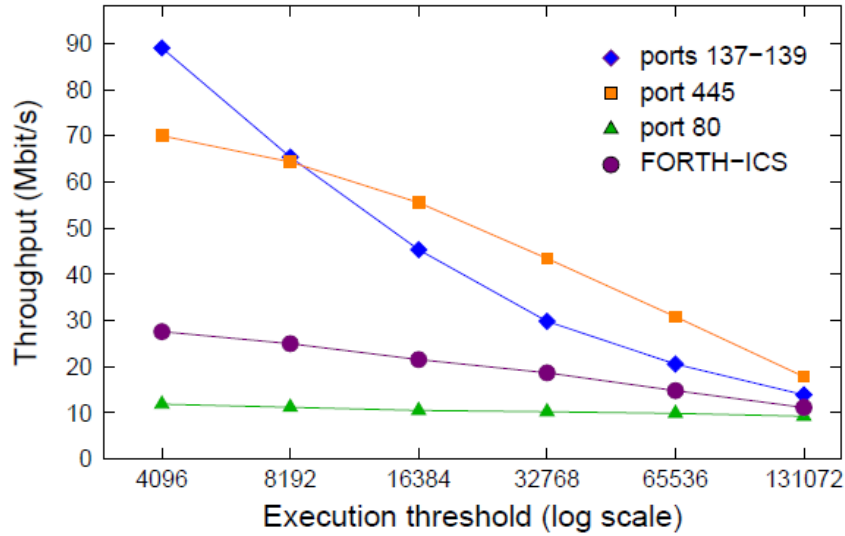 Throughput (Mbit/s)
90
80
70
60
50
40
30
20
10
0
ports 137−139
port 445
port 80
FORTH−ICS
4096 8192 16384 32768 65536 131072
Execution threshold (log scale)